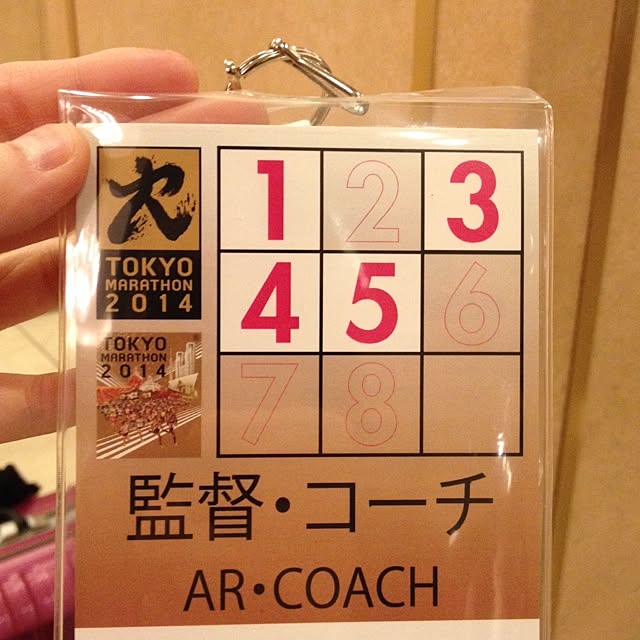 TOKYO
MARATHON
2014
TOKYO
MARATHON
2014
1 2 3
4 5 6
7 8
監督・コーチ
AR・COACH